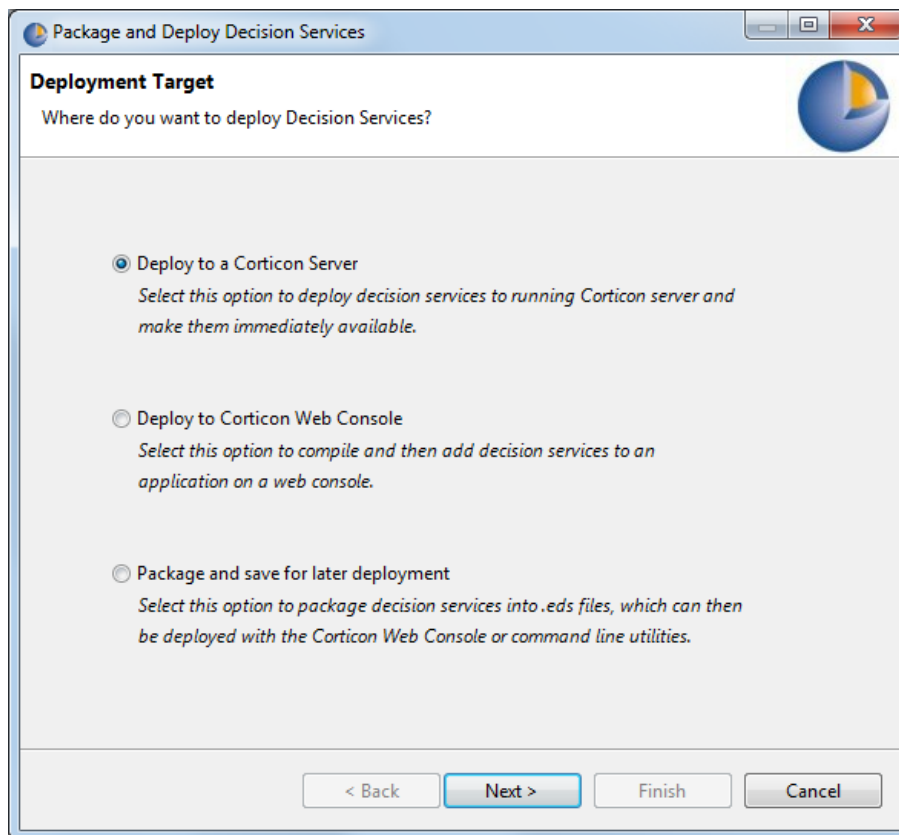 Package and Deploy Decision Services
Deployment Target
Where do you want to deploy Decision Services?
Deploy to a Corticon Server
Select this option to deploy decision services to running Corticon server and
make them immediately available.
Deploy to Corticon Web Console
Select this option to compile and then add decision services to an
application on a web console.
Package and save for later deployment
Select this option to package decision services into .eds files, which can then
be deployed with the Corticon Web Console or command line utilities.
< Back Next > Finish Cancel